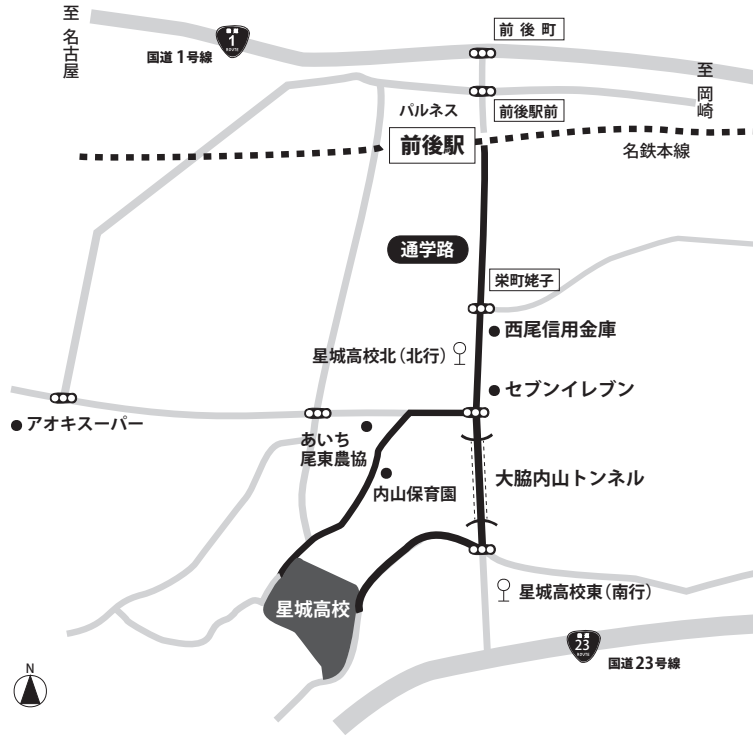 至 名古屋
国道1号線
1
ROUTE
前後町
至 岡崎
パルネス
前後駅前
前後駅
名鉄本線
通学路
栄町姥子
西尾信用金庫
星城高校北(北行)
セブンイレブン
アオキスーパー
あいち
尾東農協
内山保育園
大脇内山トンネル
星城高校
星城高校東(南行)
23
ROUTE
国道23号線
N